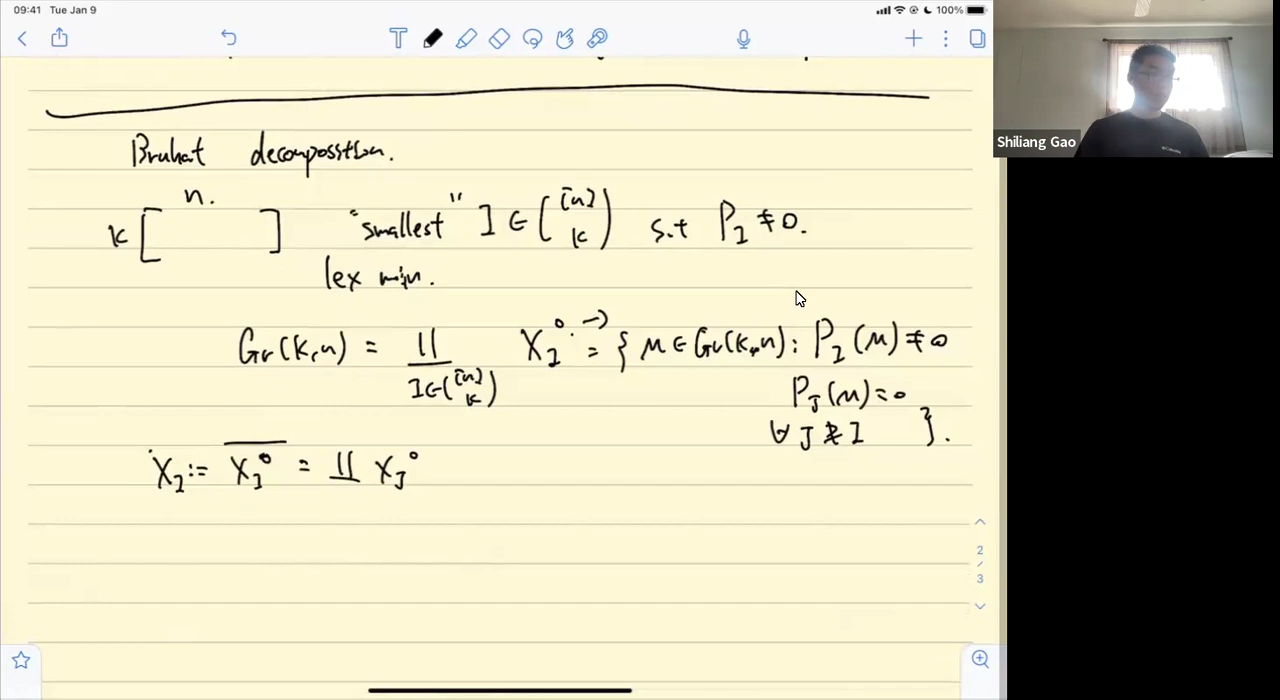 09:41 Tue Jan 9
100%
Shiliang Gao
Bruhat decomposstion.
n.
k [ ] "smallest" I ∈ ([n] k) s.t P_I ≠ 0.
lex min.
Gr(k,n) = ∐_{I∈([n] k)} X_I° := { M ∈ Gr(k,n) : P_I(M) ≠ 0
P_J(M) = 0
∀ J ≱ I }.
X_I := \overline{X_I°} = ∐ X_J°
2
/
3